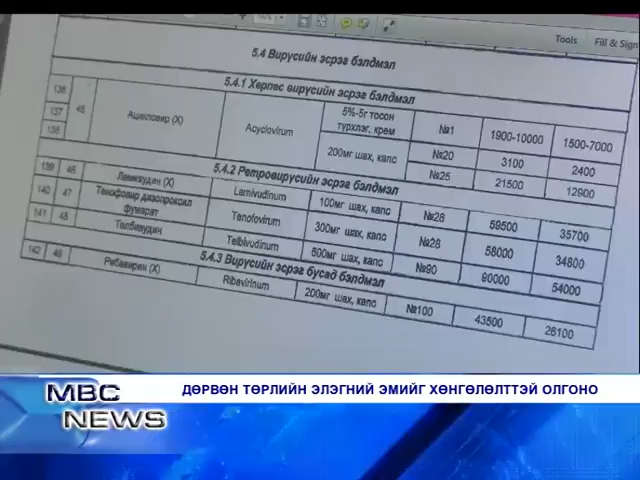 Tools Fill & Sign
5.4 Вирүсийн эсрэг бэлдмэл
5.4.1 Херпес вирүсийн эсрэг бэлдмэл
136 45 Ацикловир (Х) Acyclovirum 5%-5г тосон түрхлэг, крем №1 1900-10000 1500-7000
137 200мг шах, капс №20 3100 2400
138 №25 21500 12900
5.4.2 Ретровирүсийн эсрэг бэлдмэл
139 46 Ламивудин (Х) Lamivudinum 100мг шах, капс №28 59500 35700
140 47 Тенофовир дизопроксил фумарат Tenofovirum 300мг шах, капс №28 58000 34800
141 48 Телбивудин Telbivudinum 600мг шах, капс №90 90000 54000
5.4.3 Вирүсийн эсрэг бусад бэлдмэл
142 49 Рибавирин (Х) Ribavirinum 200мг шах, капс №100 43500 26100
MBC NEWS
ДӨРВӨН ТӨРЛИЙН ЭЛЭГНИЙ ЭМИЙГ ХӨНГӨЛӨЛТТЭЙ ОЛГОНО